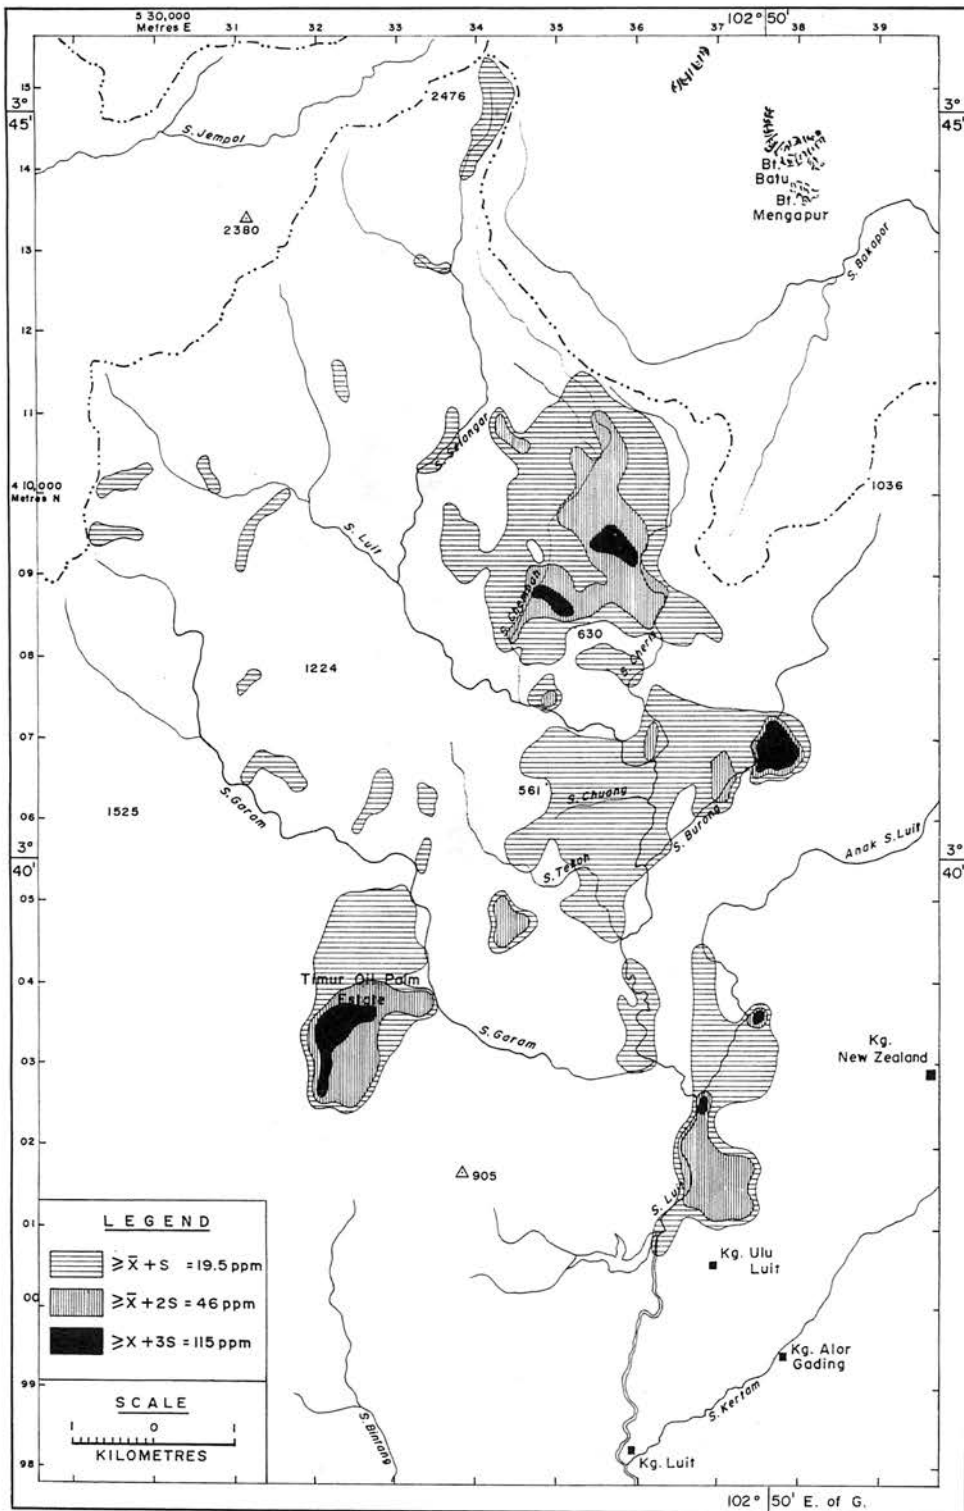 5 30,000
Metres E
31
32
33
34
35
36
37
102° 50'
38
39
15
3°
45'
14
13
12
11
4 10,000
Metres N
09
08
07
06
3°
40'
05
04
03
02
01
00
99
98
3°
45'
3°
40'
2476
S. Jempol
2380
Bt.
Batu
Bt.
Mengapur
S. Bakapor
S. Selangor
1036
S. Luit
S. Chempoh
630
S. Cherik
1224
561
S. Chuang
S. Burong
S. Garam
1525
Anak S. Luit
S. Tekoh
Timur Oil Palm
Estate
S. Garam
Kg.
New Zealand
905
S. Luit
Kg. Ulu
Luit
Kg. Alor
Gading
S. Kertam
S. Bintang
Kg. Luit
LEGEND
≥ X̄ + S = 19.5 ppm
≥ X̄ + 2S = 46 ppm
≥ X + 3S = 115 ppm
SCALE
1 0 1
KILOMETRES
102° 50' E. of G.